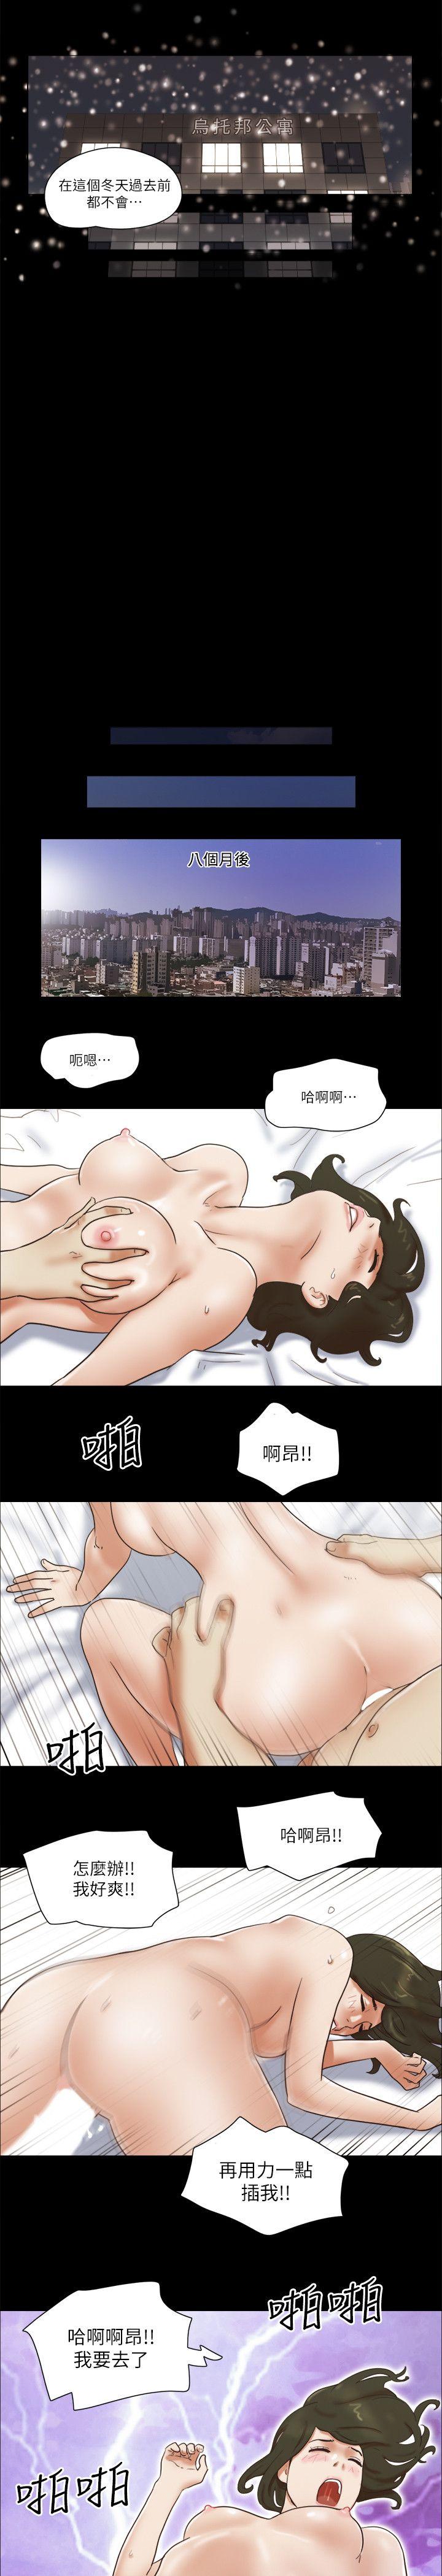 烏托邦公寓
在這個冬天過去前
都不會…
八個月後
呃嗯…
哈啊啊…
啪
啊昂!!
啪
哈啊昂!!
怎麼辦!!
我好爽!!
再用力一點
插我!!
啪啪
哈啊啊昂!!
我要去了
啪啪